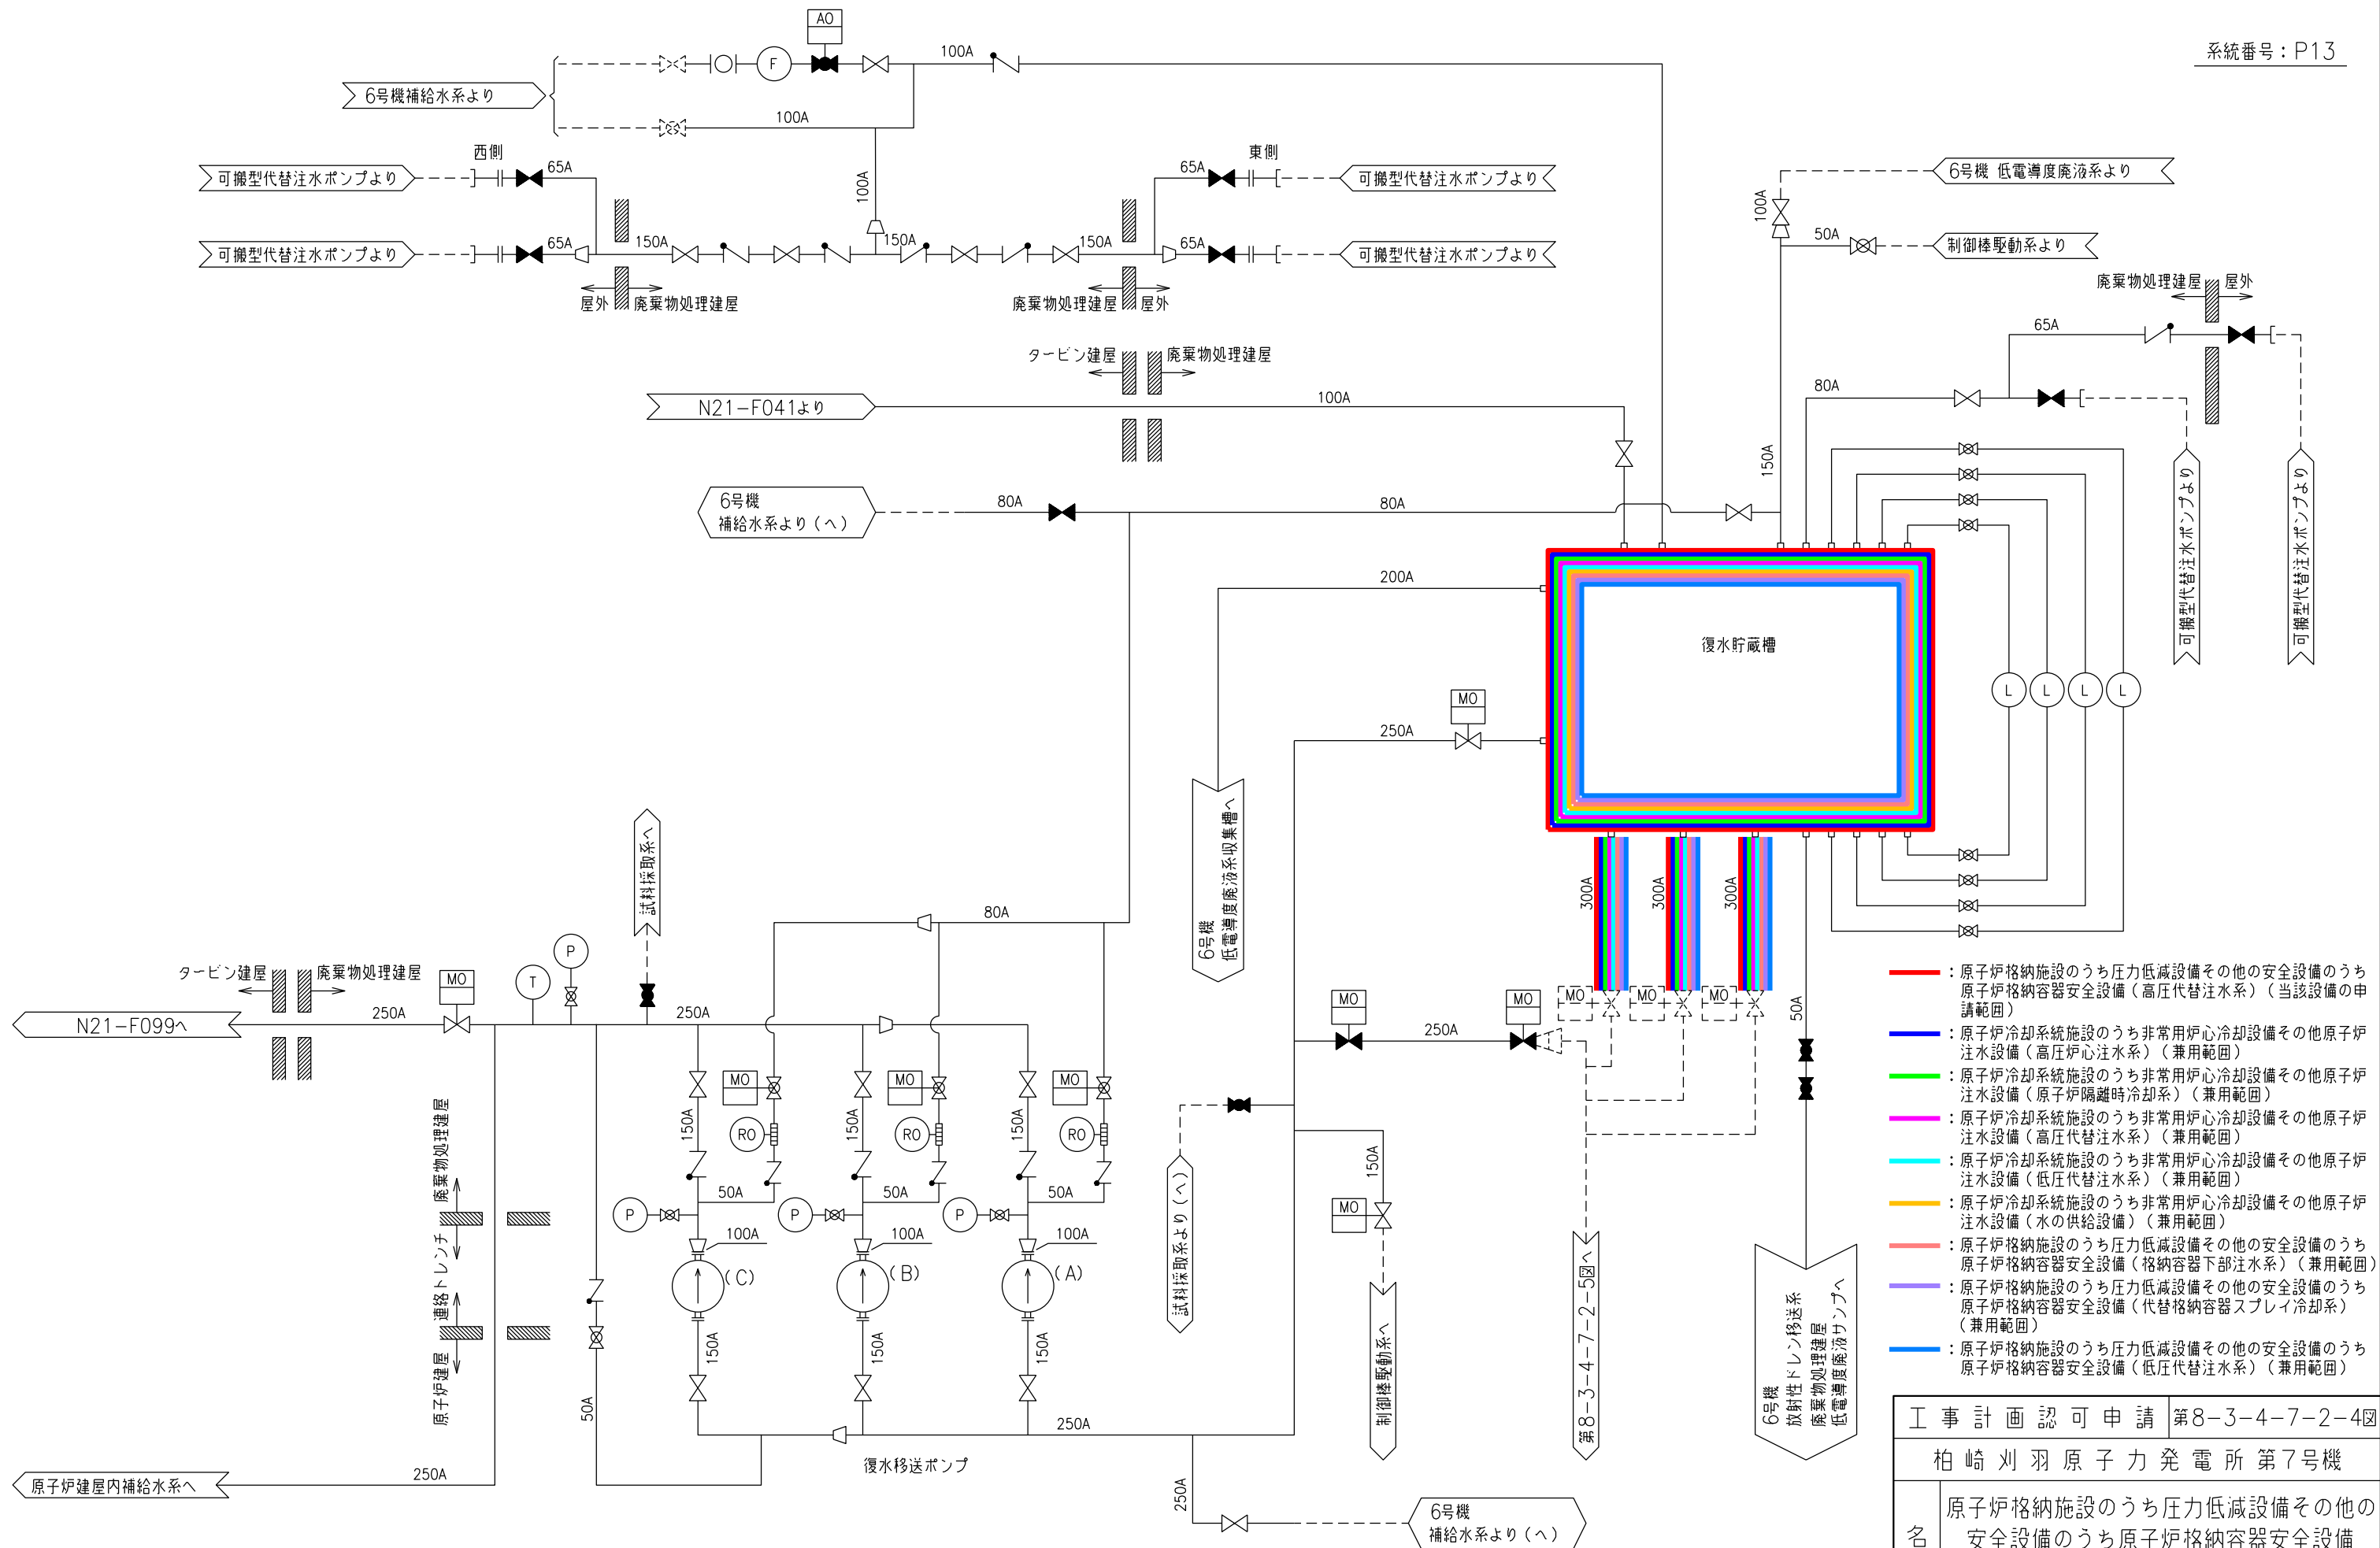 系統番号：P13
AO
F
100A
6号機補給水系より
100A
西側
東側
可搬型代替注水ポンプより
65A
100A
65A
可搬型代替注水ポンプより
可搬型代替注水ポンプより
65A
150A
150A
150A
65A
可搬型代替注水ポンプより
屋外
廃棄物処理建屋
廃棄物処理建屋
屋外
6号機 低電導度廃液系より
100A
50A
制御棒駆動系より
廃棄物処理建屋
屋外
65A
80A
タービン建屋
廃棄物処理建屋
N21-F041より
100A
150A
可搬型代替注水ポンプより
可搬型代替注水ポンプより
6号機
補給水系より（へ）
80A
80A
200A
復水貯蔵槽
L
L
L
L
MO
250A
6号機
低電導度廃液系収集槽へ
試料採取系へ
80A
300A
300A
300A
タービン建屋
廃棄物処理建屋
MO
T
P
N21-F099へ
250A
250A
MO
MO
MO
MO
MO
250A
50A
MO
MO
MO
150A
150A
150A
RO
RO
RO
50A
50A
50A
P
P
P
100A
100A
100A
(C)
(B)
(A)
150A
150A
150A
廃棄物処理建屋
連絡トレンチ
原子炉建屋
50A
150A
MO
試料採取系より（へ）
制御棒駆動系へ
第8-3-4-7-2-5図へ
6号機
放射性ドレン移送系
廃棄物処理建屋
低電導度廃液サンプへ
250A
復水移送ポンプ
原子炉建屋内補給水系へ
250A
250A
6号機
補給水系より（へ）
：原子炉格納施設のうち圧力低減設備その他の安全設備のうち
原子炉格納容器安全設備（高圧代替注水系）（当該設備の申
請範囲）
：原子炉冷却系統施設のうち非常用炉心冷却設備その他原子炉
注水設備（高圧炉心注水系）（兼用範囲）
：原子炉冷却系統施設のうち非常用炉心冷却設備その他原子炉
注水設備（原子炉隔離時冷却系）（兼用範囲）
：原子炉冷却系統施設のうち非常用炉心冷却設備その他原子炉
注水設備（高圧代替注水系）（兼用範囲）
：原子炉冷却系統施設のうち非常用炉心冷却設備その他原子炉
注水設備（低圧代替注水系）（兼用範囲）
：原子炉冷却系統施設のうち非常用炉心冷却設備その他原子炉
注水設備（水の供給設備）（兼用範囲）
：原子炉格納施設のうち圧力低減設備その他の安全設備のうち
原子炉格納容器安全設備（格納容器下部注水系）（兼用範囲）
：原子炉格納施設のうち圧力低減設備その他の安全設備のうち
原子炉格納容器安全設備（代替格納容器スプレイ冷却系）
（兼用範囲）
：原子炉格納施設のうち圧力低減設備その他の安全設備のうち
原子炉格納容器安全設備（低圧代替注水系）（兼用範囲）
工事計画認可申請
第8-3-4-7-2-4図
柏崎刈羽原子力発電所第7号機
名
原子炉格納施設のうち圧力低減設備その他の
安全設備のうち原子炉格納容器安全設備